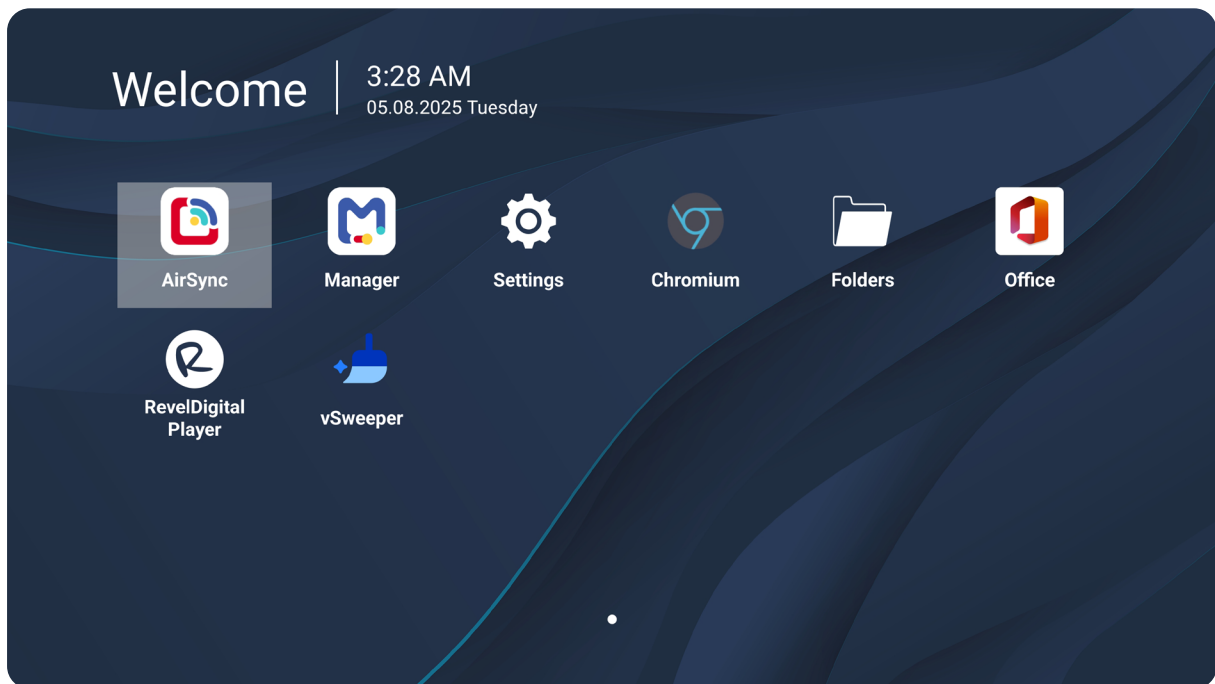 Welcome
3:28 AM
05.08.2025 Tuesday
AirSync
Manager
Settings
Chromium
Folders
Office
RevelDigital
Player
vSweeper